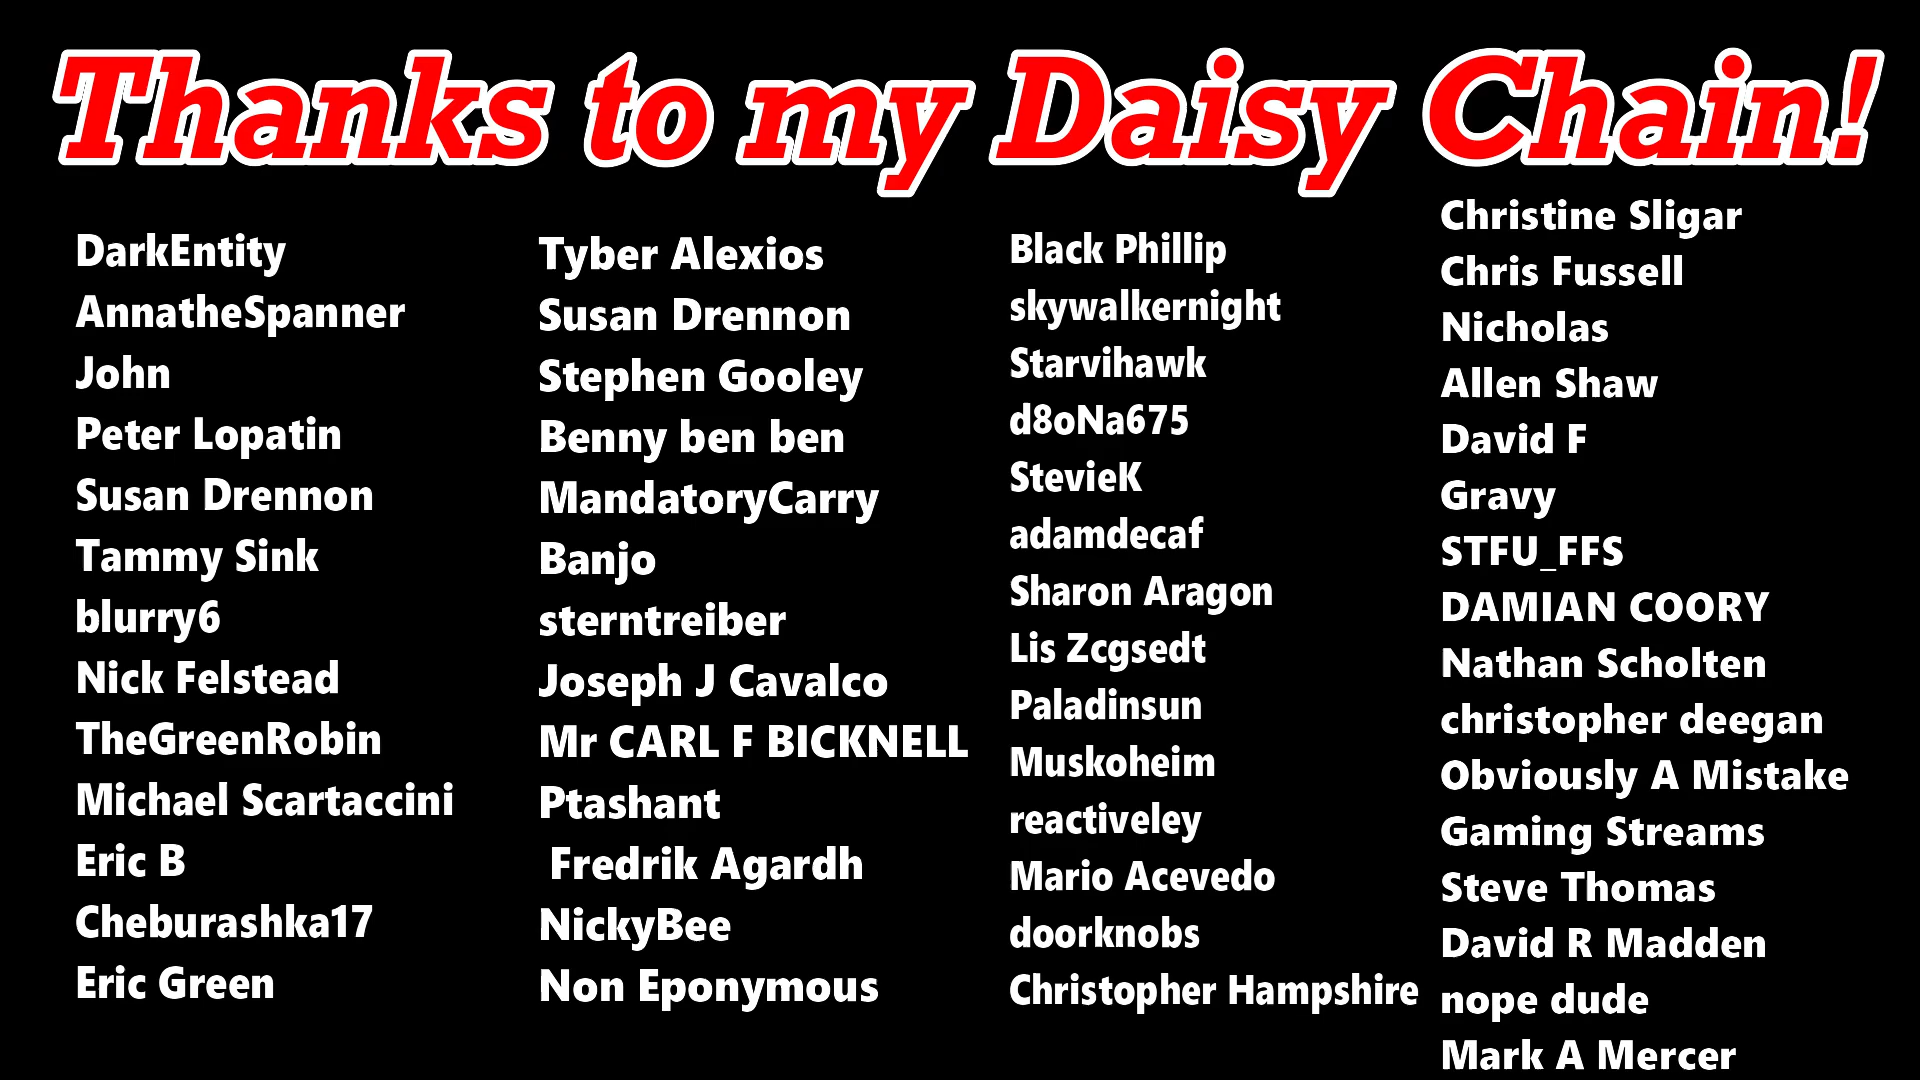 Thanks to my Daisy Chain!
DarkEntity
AnnatheSpanner
John
Peter Lopatin
Susan Drennon
Tammy Sink
blurry6
Nick Felstead
TheGreenRobin
Michael Scartaccini
Eric B
Cheburashka17
Eric Green
Tyber Alexios
Susan Drennon
Stephen Gooley
Benny ben ben
MandatoryCarry
Banjo
sterntreiber
Joseph J Cavalco
Mr CARL F BICKNELL
Ptashant
Fredrik Agardh
NickyBee
Non Eponymous
Black Phillip
skywalkernight
Starvihawk
d8oNa675
StevieK
adamdecaf
Sharon Aragon
Lis Zcgsedt
Paladinsun
Muskoheim
reactiveley
Mario Acevedo
doorknobs
Christopher Hampshire
Christine Sligar
Chris Fussell
Nicholas
Allen Shaw
David F
Gravy
STFU_FFS
DAMIAN COORY
Nathan Scholten
christopher deegan
Obviously A Mistake
Gaming Streams
Steve Thomas
David R Madden
nope dude
Mark A Mercer